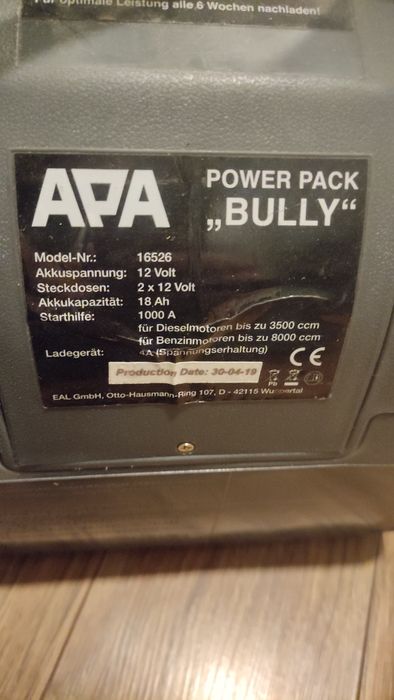 Für optimale Leistung alle 6 Wochen nachladen!
APA
POWER PACK
„BULLY“
Model-Nr.: 16526
Akkuspannung: 12 Volt
Steckdosen: 2 x 12 Volt
Akkukapazität: 18 Ah
Starthilfe: 1000 A
für Dieselmotoren bis zu 3500 ccm
für Benzinmotoren bis zu 8000 ccm
Ladegerät: 4A (Spannungserhaltung)
CE
Production Date: 30-04-19
Pb
EAL GmbH, Otto-Hausmann-Ring 107, D - 42115 Wuppertal